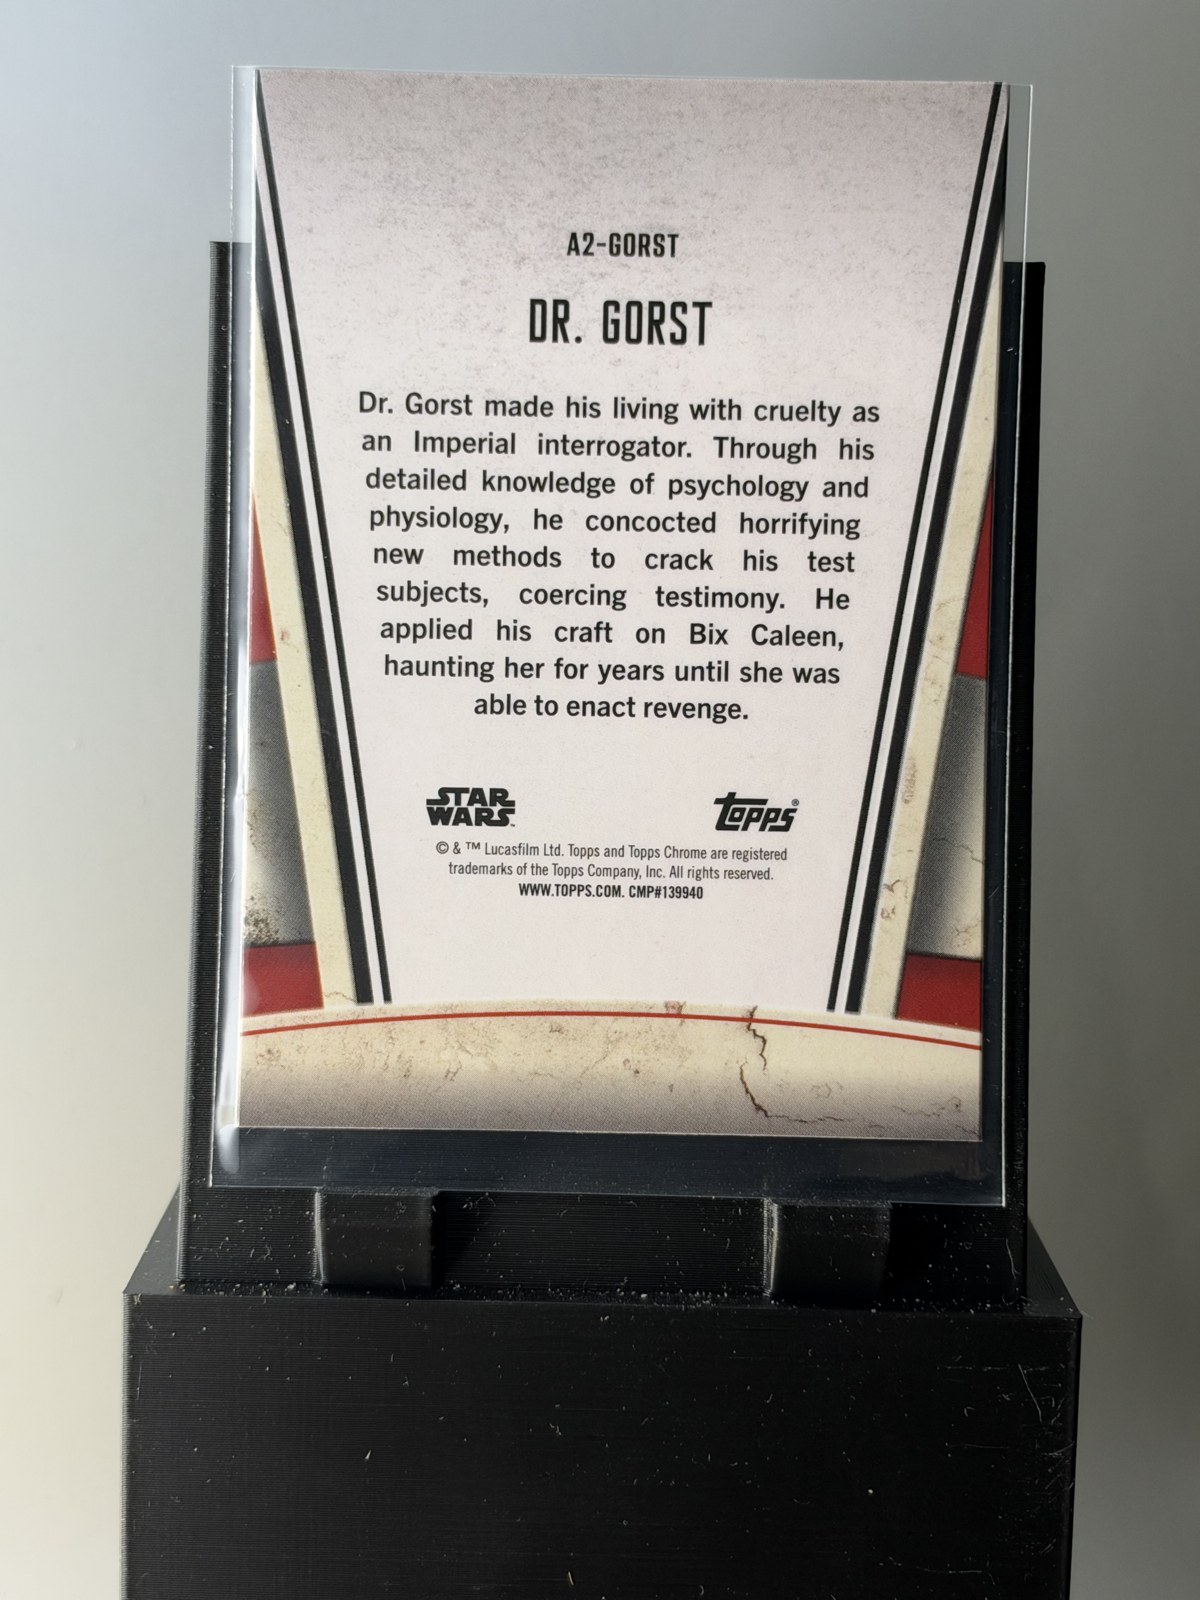 A2-GORST
DR. GORST
Dr. Gorst made his living with cruelty as
an Imperial interrogator. Through his
detailed knowledge of psychology and
physiology, he concocted horrifying
new methods to crack his test
subjects, coercing testimony. He
applied his craft on Bix Caleen,
haunting her for years until she was
able to enact revenge.
STAR
WARS™
Topps®
© & ™ Lucasfilm Ltd. Topps and Topps Chrome are registered
trademarks of the Topps Company, Inc. All rights reserved.
WWW.TOPPS.COM. CMP#139940